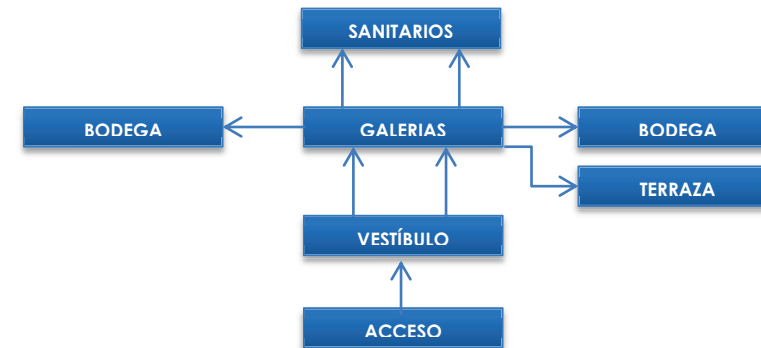 SANITARIOS
BODEGA
GALERIAS
BODEGA
TERRAZA
VESTÍBULO
ACCESO